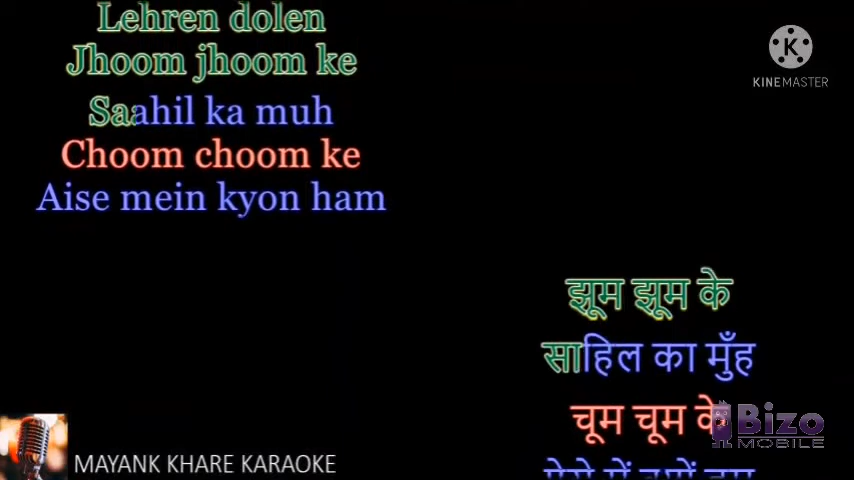 Lehren dolen
Jhoom jhoom ke
Saahil ka muh
Choom choom ke
Aise mein kyon ham
K
KINEMASTER
झूम झूम के
साहिल का मुँह
चूम चूम के
Bizo
MOBILE
MAYANK KHARE KARAOKE